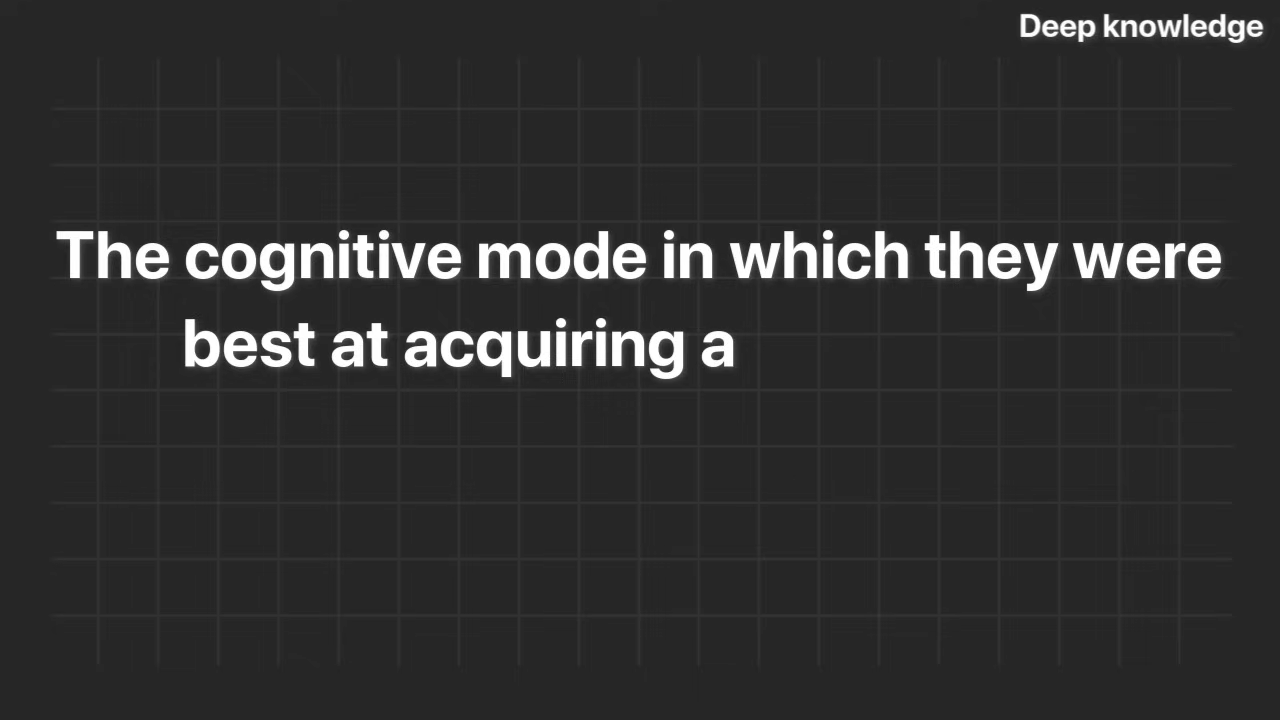 Deep knowledge
The cognitive mode in which they were
best at acquiring a